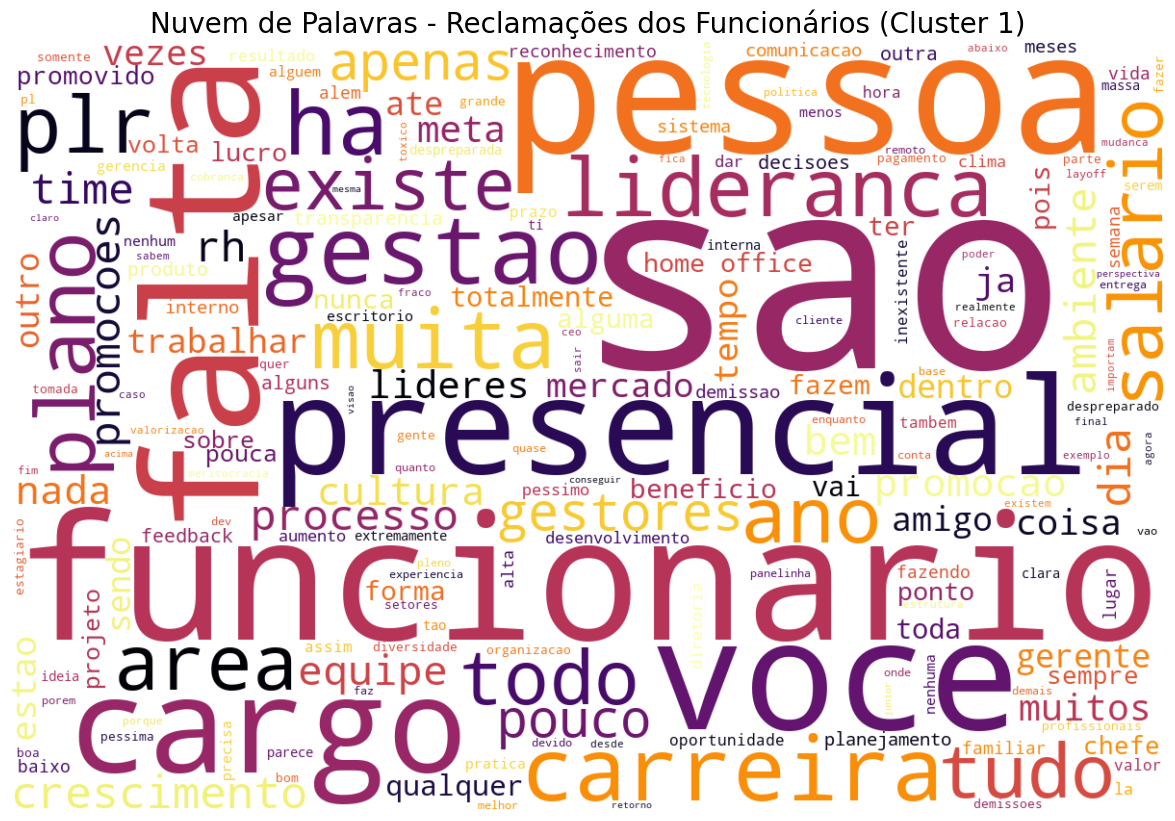 Nuvem de Palavras - Reclamações dos Funcionários (Cluster 1)
somente
vezes
resultado
promovido
alguem
apenas
reconhecimento
pessoa
comunicacao
outra
abaixo
meses
vida
massa
fazer
pl
plr
falta
ha
alem
ate
grande
meta
tecnologia
politica
menos
hora
sistema
salario
mudanca
volta
lucro
toxico
despreparada
remoto
gerencia
cobranca
existe
mesma
lideranca
fica
dar
decisoes
pagamento
clima
parte
layoff
pois
serem
time
claro
promocoes
apesar
transparencia
prazo
ti
ter
ambiente
semana
nenhum
sabem
rh
gestao
sao
interna
poder
perspectiva
entrega
produto
home office
inexistente
ja
outro
plano
interno
nunca
fraco
totalmente
realmente
escritorio
alguma
tempo
cliente
relacao
trabalhar
muita
ceo
sair
importam
quer
tomada
caso
alguns
lideres
mercado
demissao
fazem
base
dentro
valorizacao
visao
presencial
despreparado
acima
sobre
gente
quase
enquanto
tambem
final
agora
pouca
bem
conta
exemplo
dia
fim
meritocracia
quanto
conseguir
nada
cultura
pessimo
beneficio
vai
promocao
dev
processo
gestores
ano
existem
amigo
coisa
vao
feedback
aumento
extremamente
desenvolvimento
estagiario
funcionario
pleno
experiencia
alta
panelinha
fazendo
clara
sendo
forma
setores
ponto
estrutura
lugar
projeto
tao
diretoria
toda
estao
assim
diversidade
organizacao
voce
onde
gerente
ideia
area
equipe
todo
nenhuma
sempre
porem
faz
junior
demais
cargo
porque
pouco
muitos
profissionais
pessima
devido
desde
oportunidade
planejamento
boa
baixo
precisa
parece
familiar
chefe
pratica
carreira
tudo
valor
crescimento
bom
qualquer
la
melhor
retorno
demissoes